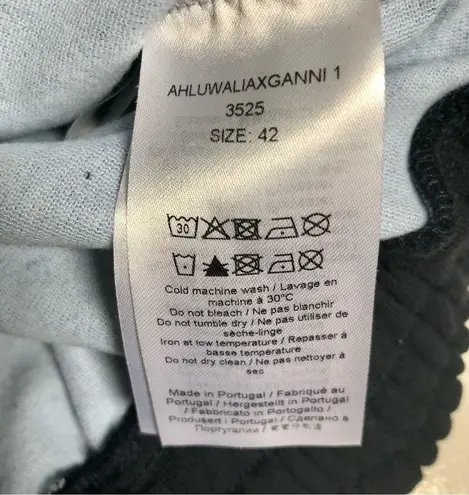 AHLUWALIAXGANNI 1
3525
SIZE: 42
30
Cold machine wash / Lavage en
machine à 30°C
Do not bleach / Ne pas blanchir
Do not tumble dry / Ne pas utiliser de
sèche-linge
Iron at low temperature / Repasser à
basse température
Do not dry clean / Ne pas nettoyer à
sec
Made in Portugal / Fabriqué au
Portugal / Hergestellt in Portugal
/ Fabbricato in Portogallo /
Produsert i Portugal / Сделано в
Португалии /